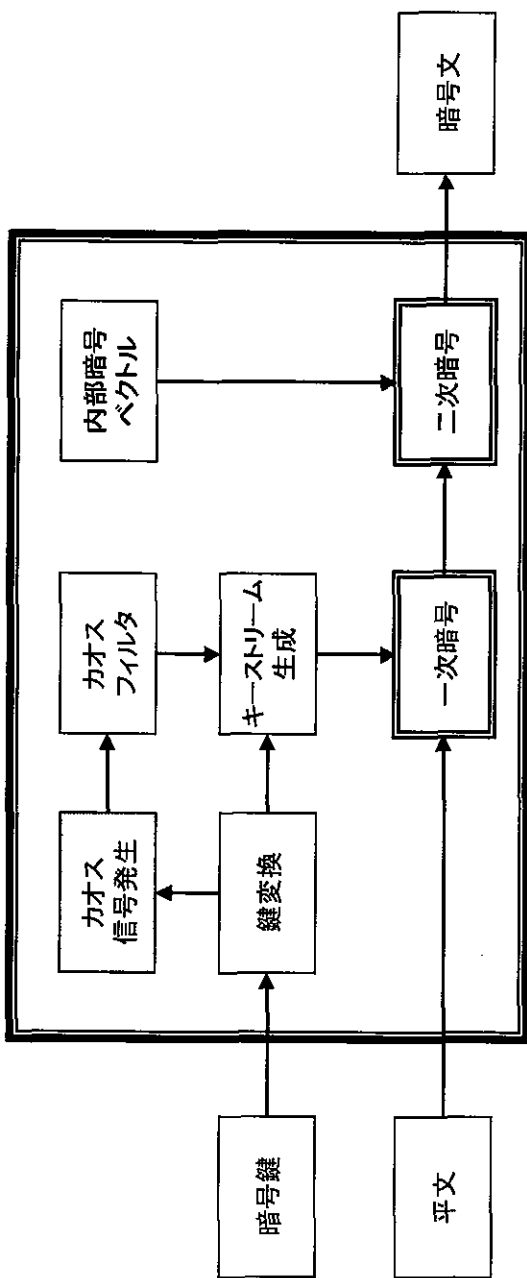 カオス
信号発生
カオス
フィルタ
内部暗号
ベクトル
暗号鍵
鍵変換
キーストリーム
生成
平文
一次暗号
二次暗号
暗号文